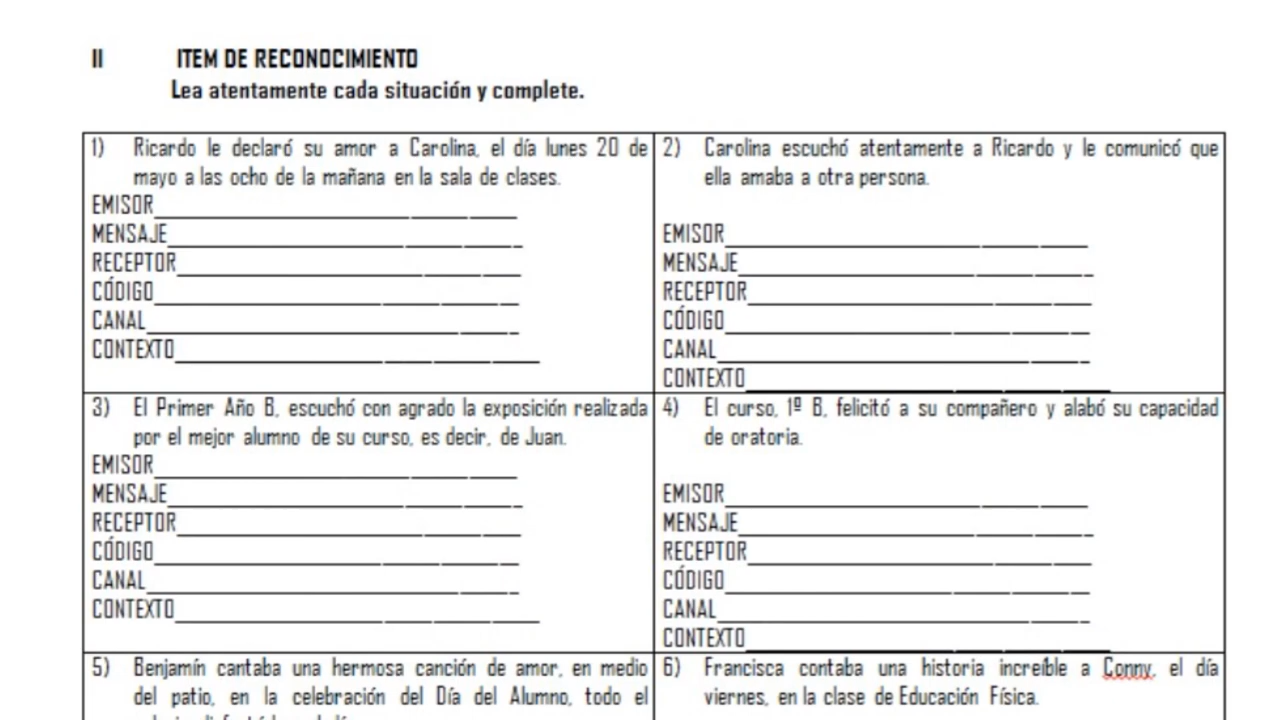 II ITEM DE RECONOCIMIENTO
Lea atentamente cada situación y complete.
1) Ricardo le declaró su amor a Carolina, el día lunes 20 de
mayo a las ocho de la mañana en la sala de clases.
EMISOR
MENSAJE
RECEPTOR
CÓDIGO
CANAL
CONTEXTO
2) Carolina escuchó atentamente a Ricardo y le comunicó que
ella amaba a otra persona.
EMISOR
MENSAJE
RECEPTOR
CÓDIGO
CANAL
CONTEXTO
3) El Primer Año B, escuchó con agrado la exposición realizada
por el mejor alumno de su curso, es decir, de Juan.
EMISOR
MENSAJE
RECEPTOR
CÓDIGO
CANAL
CONTEXTO
4) El curso, 1º B, felicitó a su compañero y alabó su capacidad
de oratoria.
EMISOR
MENSAJE
RECEPTOR
CÓDIGO
CANAL
CONTEXTO
5) Benjamín cantaba una hermosa canción de amor, en medio
del patio, en la celebración del Día del Alumno, todo el
6) Francisca contaba una historia increíble a Conny, el día
viernes, en la clase de Educación Física.